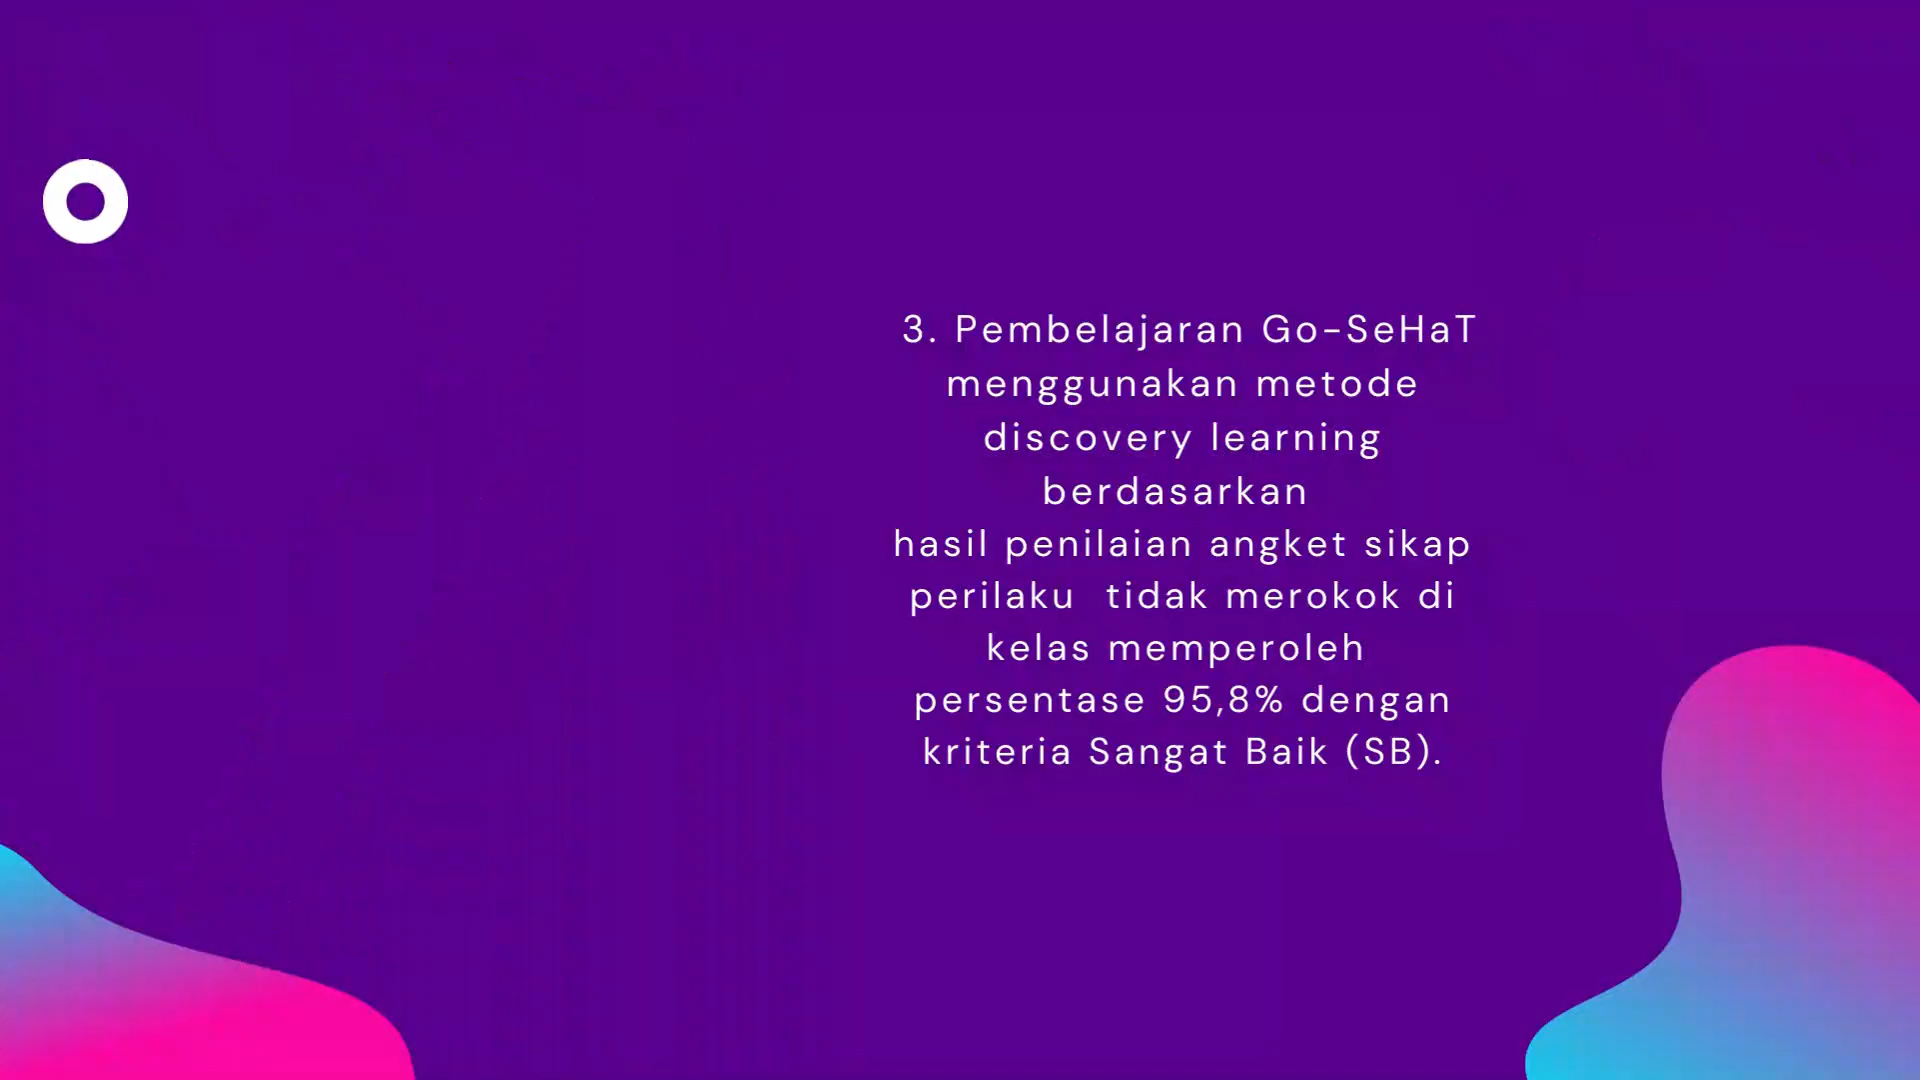 3. Pembelajaran Go-SeHaT
menggunakan metode
discovery learning
berdasarkan
hasil penilaian angket sikap
perilaku  tidak merokok di
kelas memperoleh
persentase 95,8% dengan
kriteria Sangat Baik (SB).